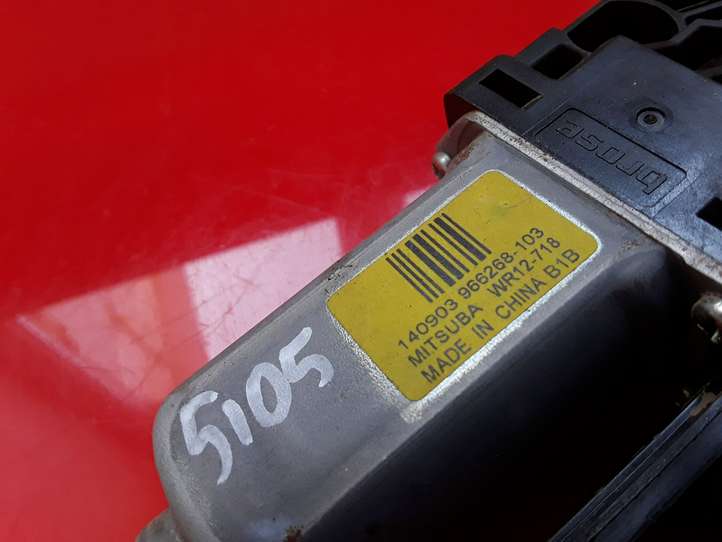 brose
140903 966268-103
MITSUBA WR12-718
MADE IN CHINA B1B
5105